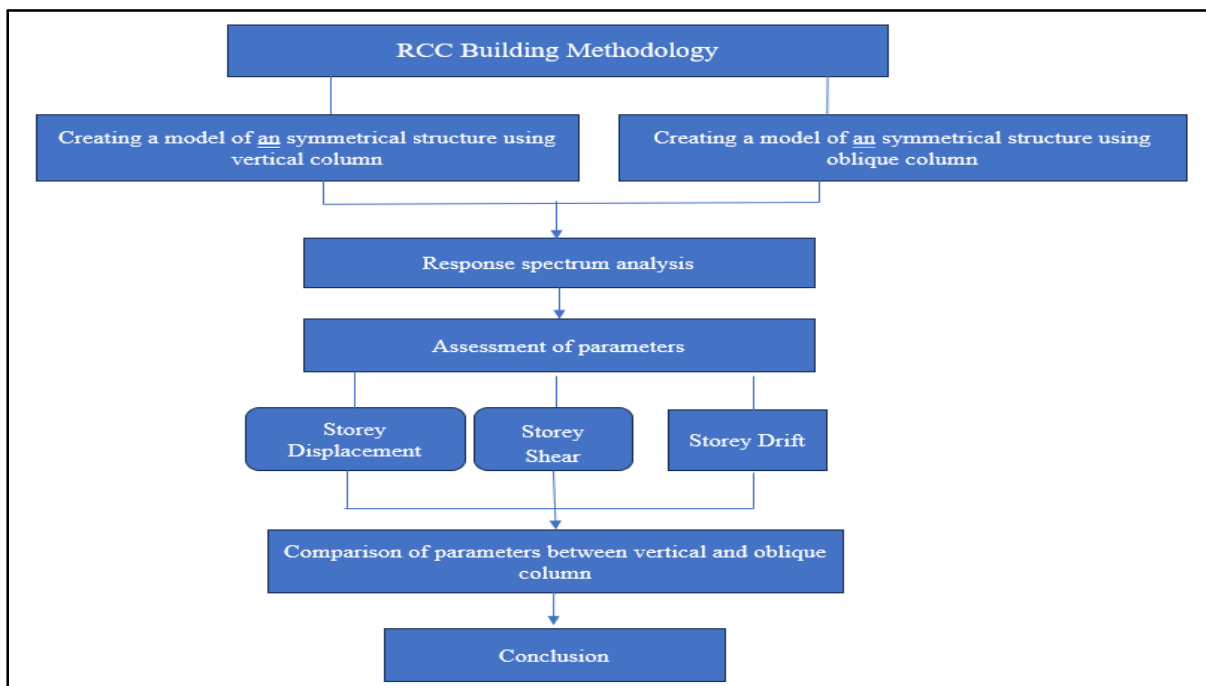 RCC Building Methodology
Creating a model of an symmetrical structure using
vertical column
Creating a model of an symmetrical structure using
oblique column
Response spectrum analysis
Assessment of parameters
Storey
Displacement
Storey
Shear
Storey Drift
Comparison of parameters between vertical and oblique
column
Conclusion